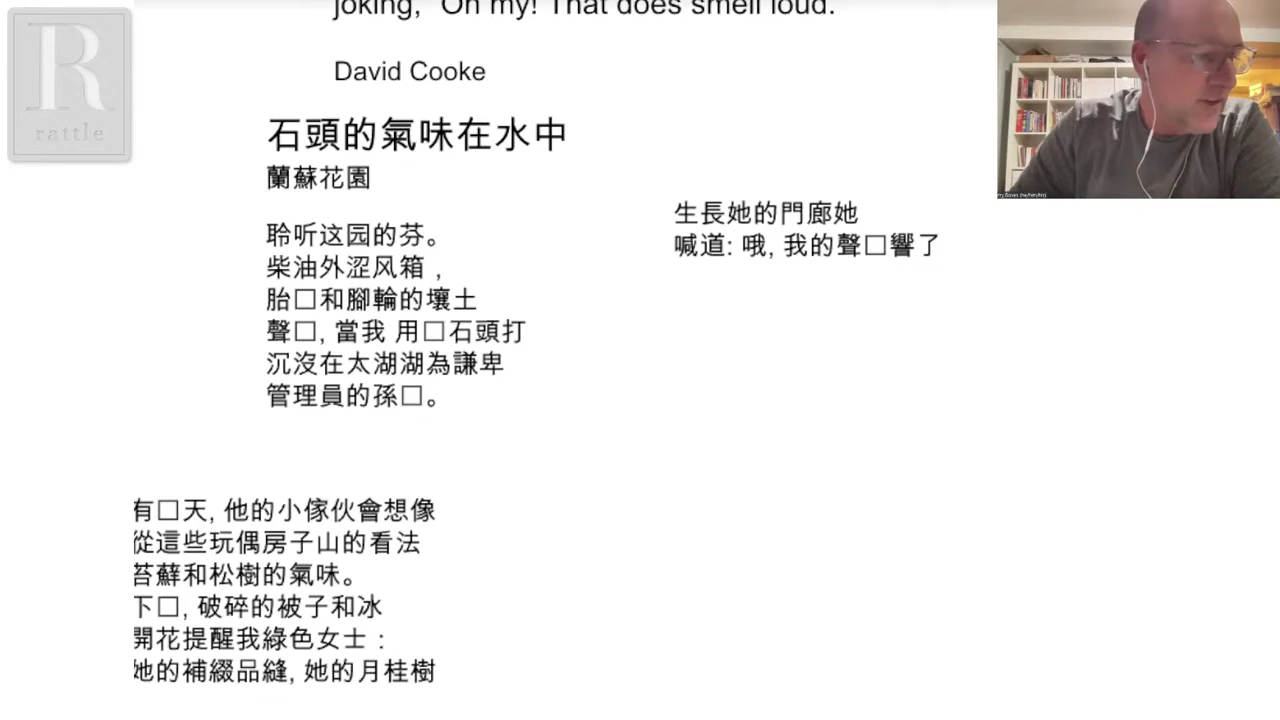 joking, "Oh my! That does smell loud."
David Cooke
石頭的氣味在水中
蘭蘇花園
聆听这园的芬。
柴油外涩风箱，
胎□和腳輪的壤土
聲□, 當我 用□石頭打
沉沒在太湖湖為謙卑
管理員的孫□。
有□天, 他的小傢伙會想像
從這些玩偶房子山的看法
苔蘚和松樹的氣味。
下□, 破碎的被子和冰
開花提醒我綠色女士：
她的補綴品縫, 她的月桂樹
生長她的門廊她
喊道: 哦, 我的聲□響了
R
rattle